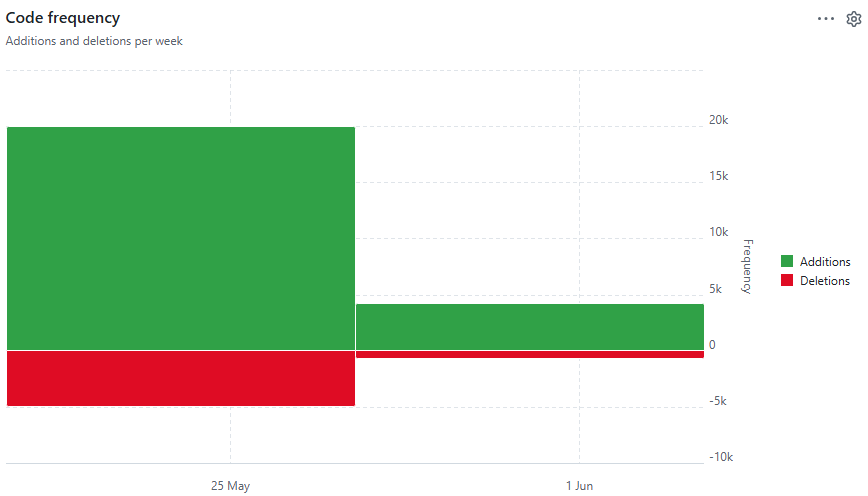 Code frequency
Additions and deletions per week
20k
15k
10k
5k
0
-5k
-10k
Frequency
Additions
Deletions
25 May
1 Jun